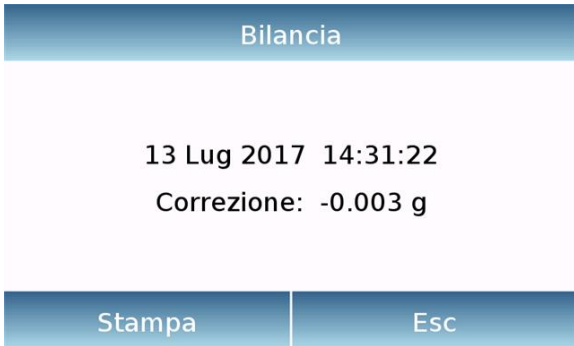 Bilancia
13 Lug 2017 14:31:22
Correzione: -0.003 g
Stampa Esc